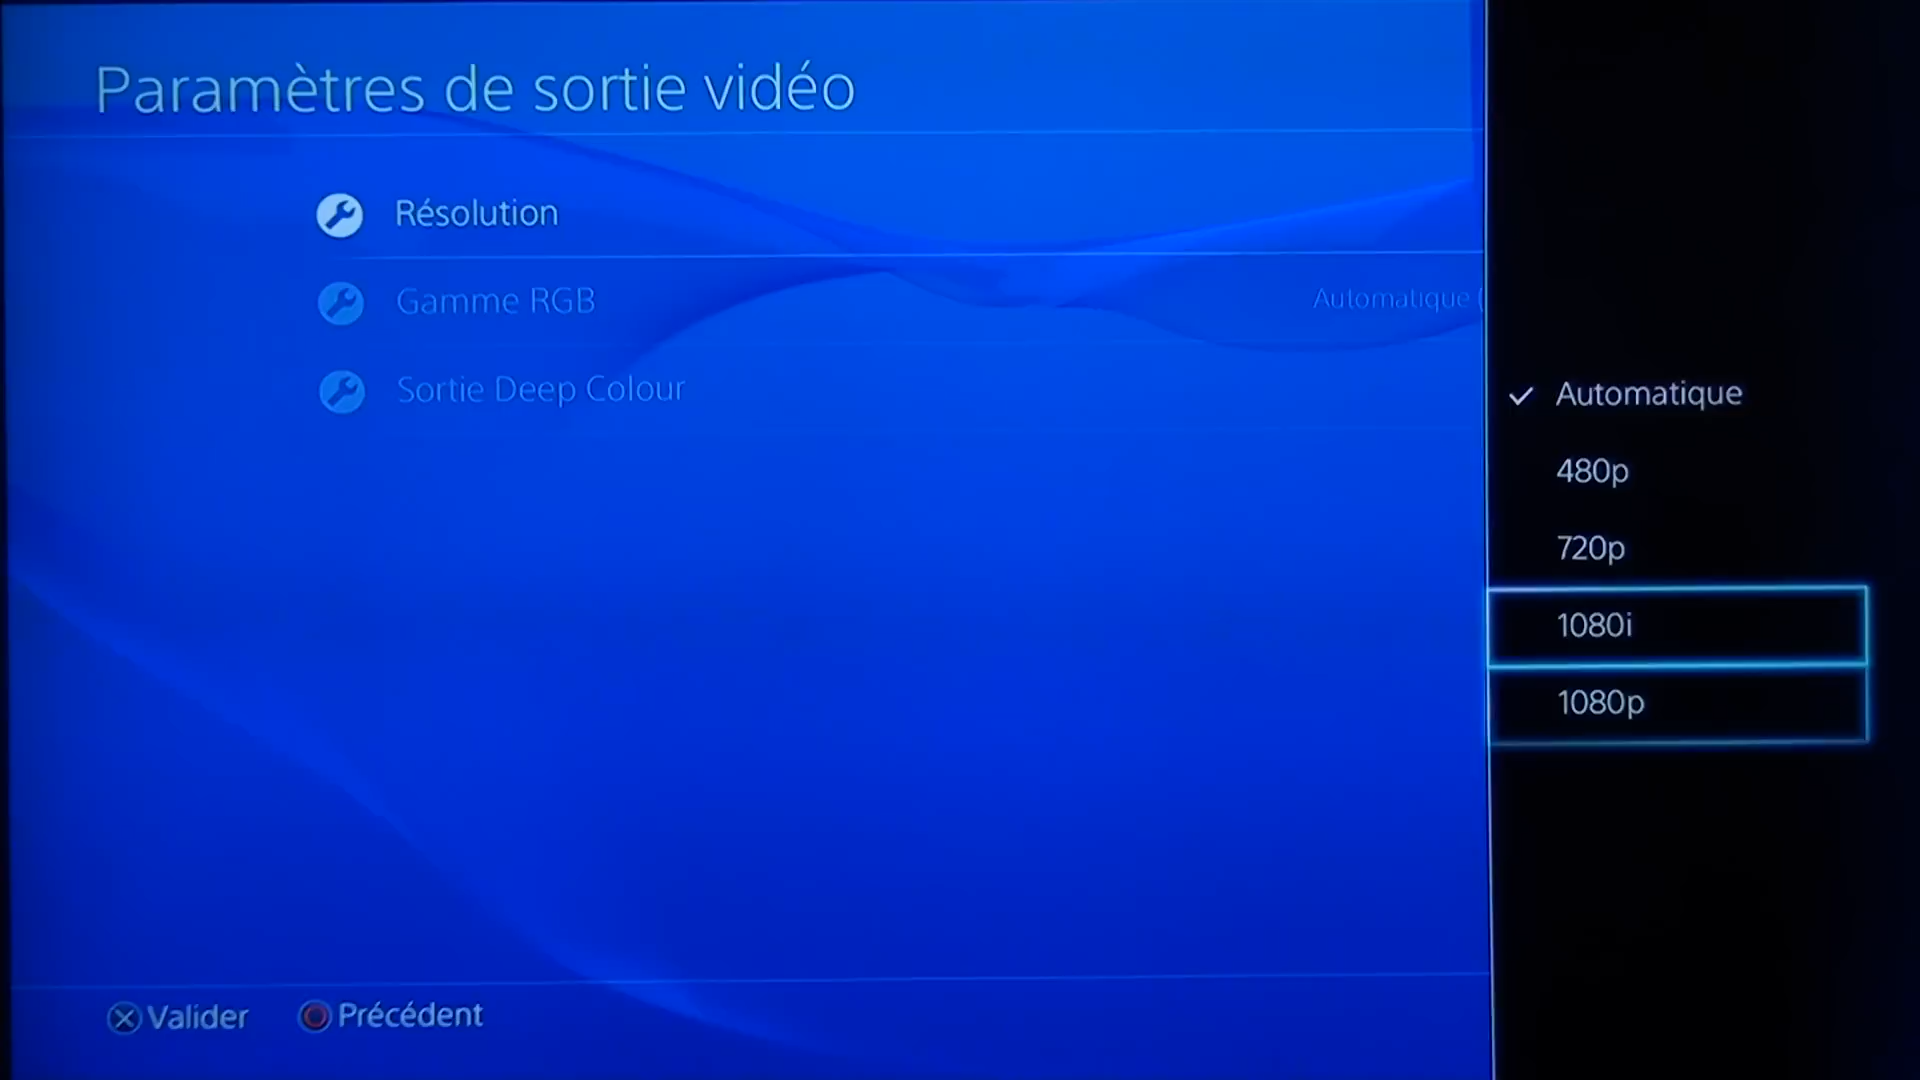 Paramètres de sortie vidéo
Résolution
Gamme RGB
Automatique (
Sortie Deep Colour
Automatique
480p
720p
1080i
1080p
Valider
Précédent